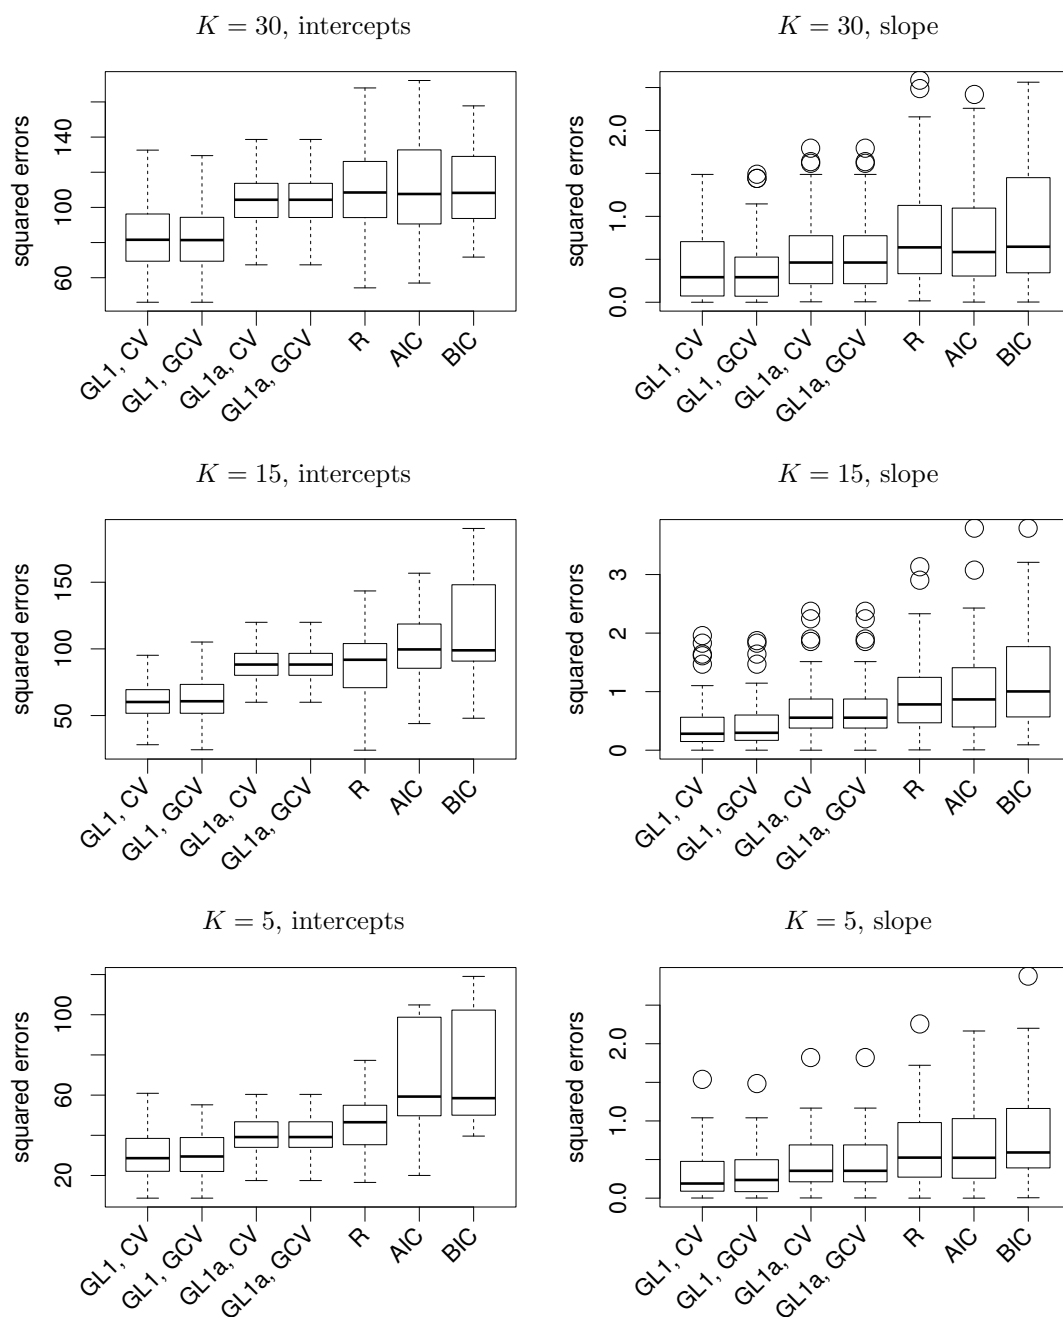 K = 30, intercepts
squared errors
60
100
140
GL1, CV
GL1, GCV
GL1a, CV
GL1a, GCV
R
AIC
BIC
K = 30, slope
squared errors
0.0
1.0
2.0
GL1, CV
GL1, GCV
GL1a, CV
GL1a, GCV
R
AIC
BIC
K = 15, intercepts
squared errors
50
100
150
GL1, CV
GL1, GCV
GL1a, CV
GL1a, GCV
R
AIC
BIC
K = 15, slope
squared errors
0
1
2
3
GL1, CV
GL1, GCV
GL1a, CV
GL1a, GCV
R
AIC
BIC
K = 5, intercepts
squared errors
20
60
100
GL1, CV
GL1, GCV
GL1a, CV
GL1a, GCV
R
AIC
BIC
K = 5, slope
squared errors
0.0
1.0
2.0
GL1, CV
GL1, GCV
GL1a, CV
GL1a, GCV
R
AIC
BIC